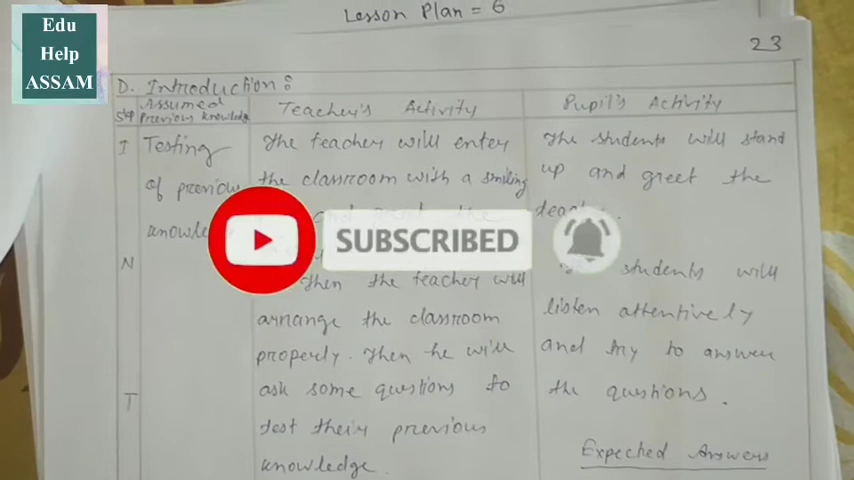 Edu
Help
ASSAM
Lesson Plan = 6
23
D. Introduction:
Step
Assumed
Previous knowledge
Teacher's Activity
Pupil's Activity
I
Testing
of previous
N
T
The teacher will enter
the classroom with a smiling
and greet the
Then the teacher will
arrange the classroom
properly. Then he will
ask some questions to
test their previous
knowledge.
The students will stand
up and greet the
students will
listen attentively
and try to answer
the questions.
Expected Answers
SUBSCRIBED